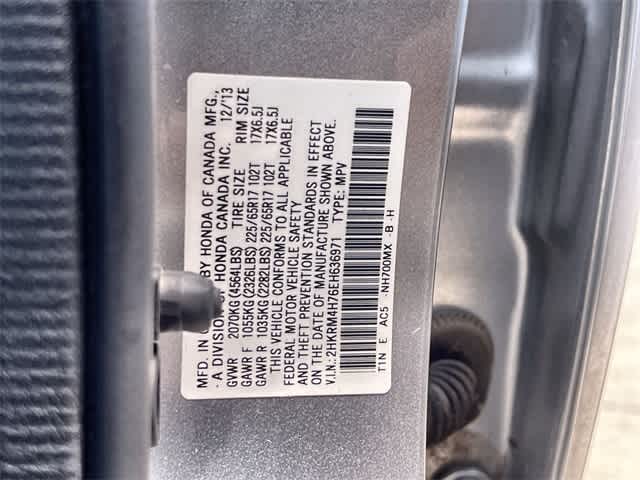 MFD. IN BY HONDA OF CANADA MFG.,
A DIVISION OF HONDA CANADA INC. 12/'13
GVWR 2070KG(4564LBS) TIRE SIZE RIM SIZE
GAWR F 1055KG(2326LBS) 225/65R17 102T 17X6.5J
GAWR R 1035KG(2282LBS) 225/65R17 102T 17X6.5J
THIS VEHICLE CONFORMS TO ALL APPLICABLE
FEDERAL MOTOR VEHICLE SAFETY
AND THEFT PREVENTION STANDARDS IN EFFECT
ON THE DATE OF MANUFACTURE SHOWN ABOVE.
V.I.N.: 2HKRM4H76EH636971 TYPE: MPV
T1N E AC5 -NH700MX -B -H